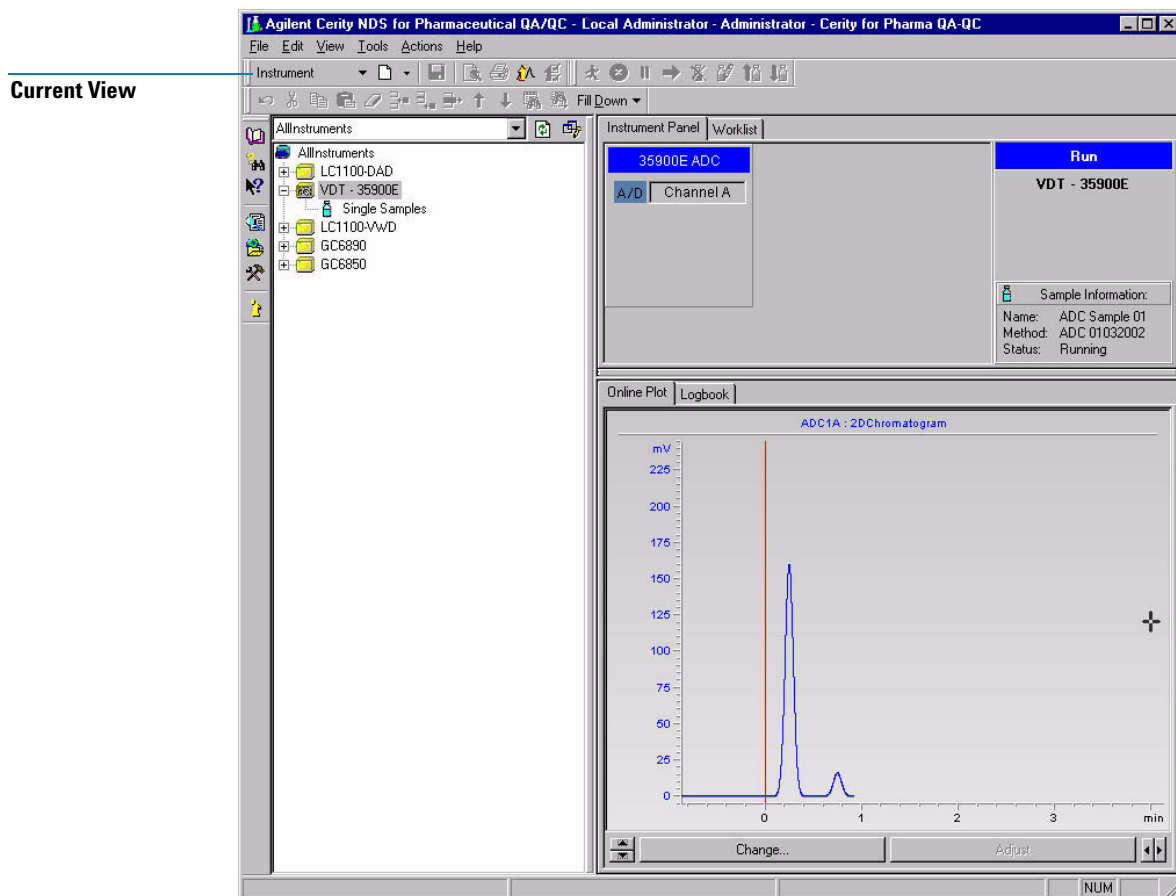 Agilent Cerity NDS for Pharmaceutical QA/QC - Local Administrator - Administrator - Cerity for Pharma QA-QC
File Edit View Tools Actions Help
Instrument
Current View
Fill Down
AllInstruments
AllInstruments
LC1100-DAD
VDT - 35900E
Single Samples
LC1100-VWD
GC6890
GC6850
Instrument Panel Worklist
35900E ADC
A/D Channel A
Run
VDT - 35900E
Sample Information:
Name: ADC Sample 01
Method: ADC 01032002
Status: Running
Online Plot Logbook
ADC1A : 2DChromatogram
mV
225
200
175
150
125
100
75
50
25
0
0 1 2 3 min
Change... Adjust
NUM